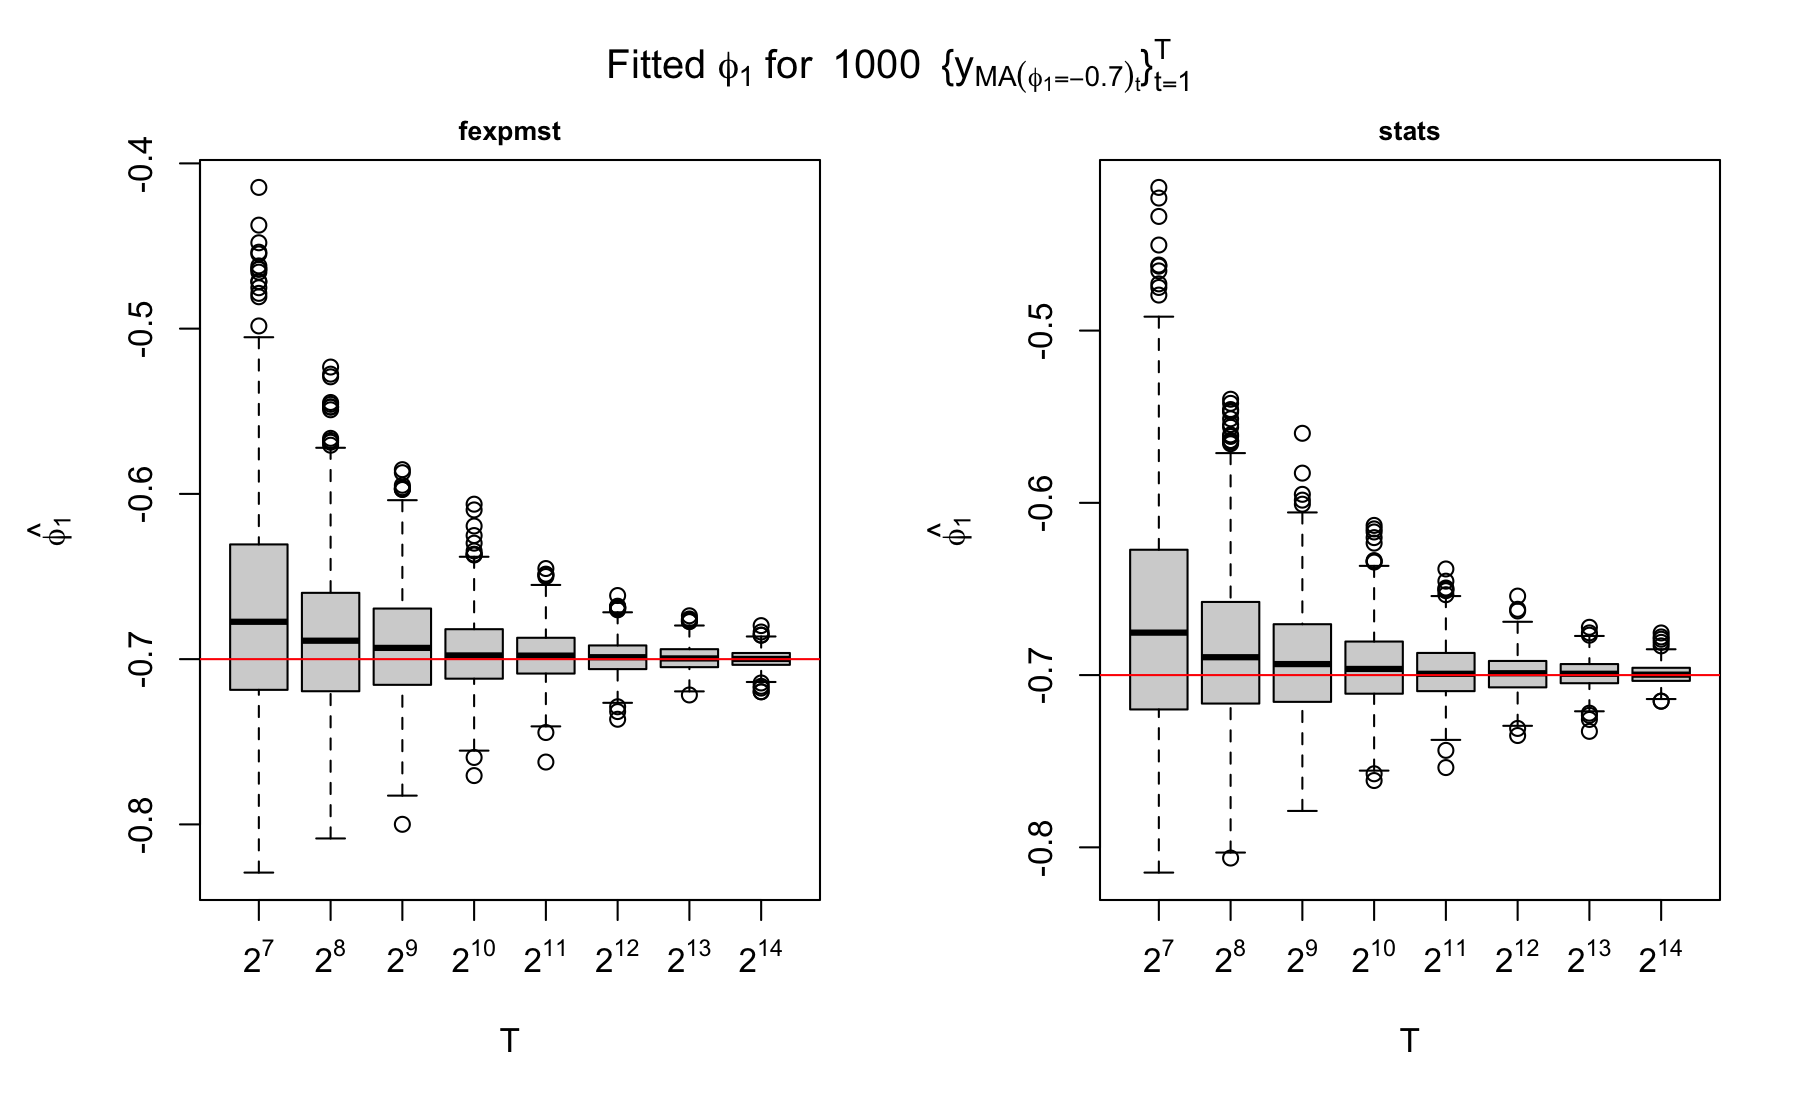 Fitted ϕ1 for 1000 {yMA(ϕ1=−0.7)t}Tt=1
fexpmst
-0.4
-0.5
-0.6
-0.7
-0.8
ϕ̂1
2^7 2^8 2^9 2^10 2^11 2^12 2^13 2^14
T
stats
-0.5
-0.6
-0.7
-0.8
ϕ̂1
2^7 2^8 2^9 2^10 2^11 2^12 2^13 2^14
T